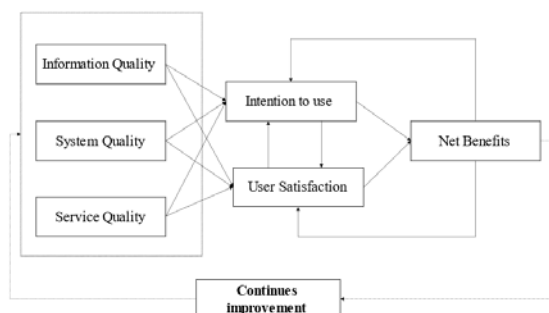 Information Quality
Intention to use
System Quality
Net Benefits
User Satisfaction
Service Quality
Continues
improvement